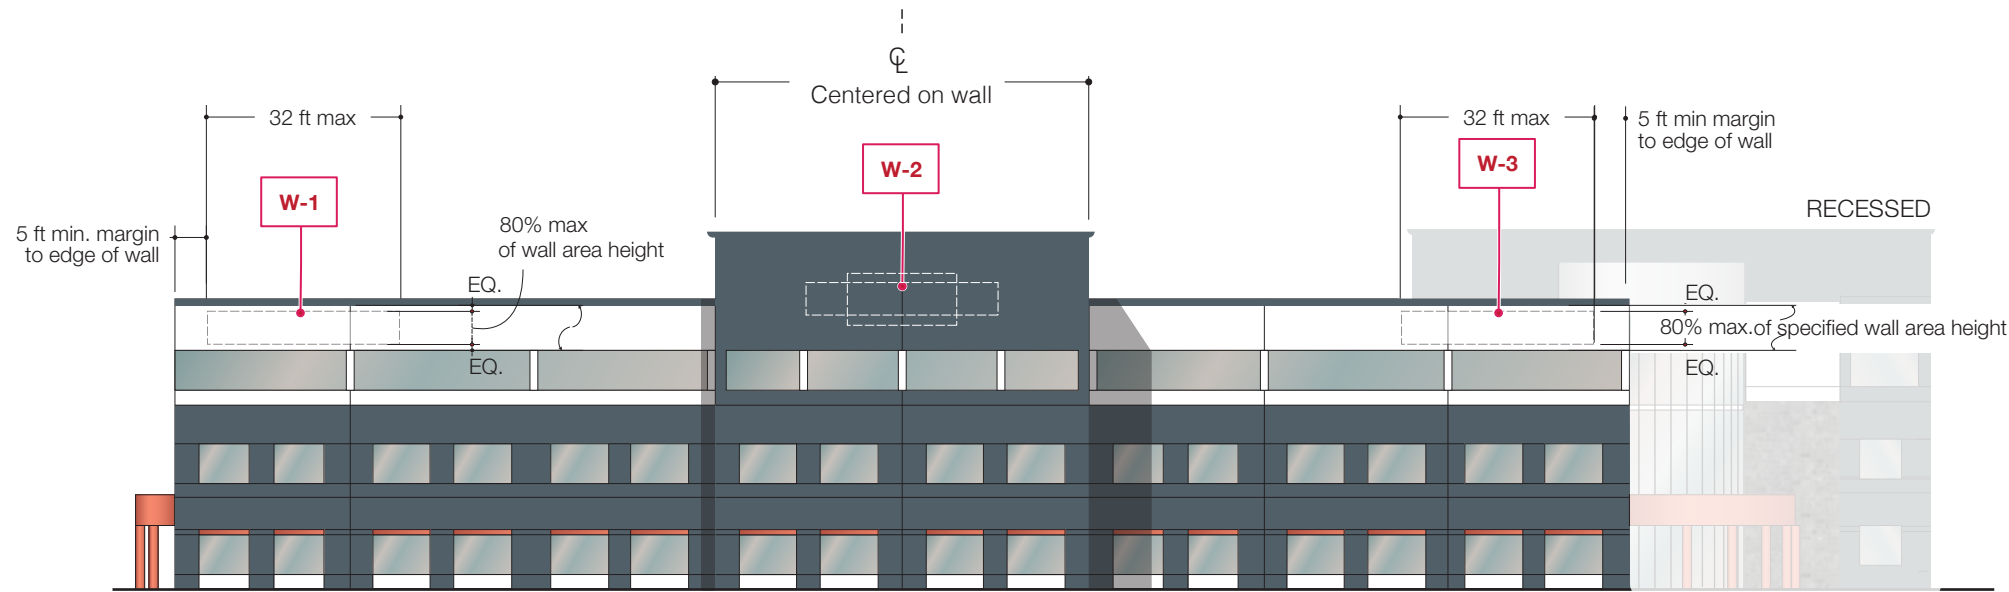 ℄
Centered on wall
32 ft max
32 ft max
5 ft min margin
to edge of wall
W-2
W-3
W-1
RECESSED
80% max
of wall area height
5 ft min. margin
to edge of wall
EQ.
EQ.
EQ.
80% max.of specified wall area height
EQ.